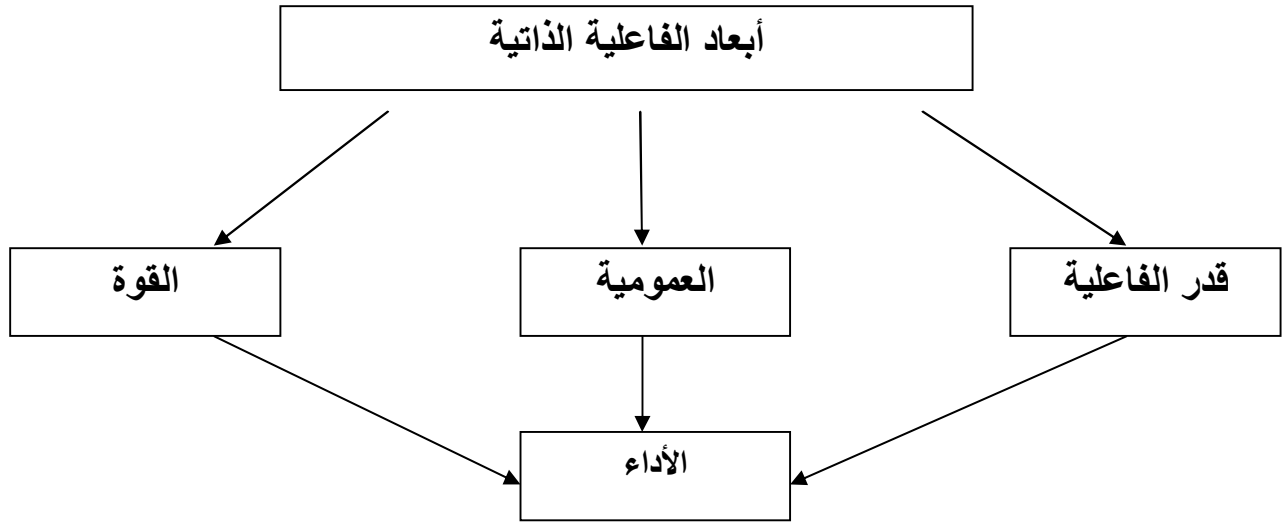 أبعاد الفاعلية الذاتية
قدر الفاعلية
العمومية
القوة
الأداء